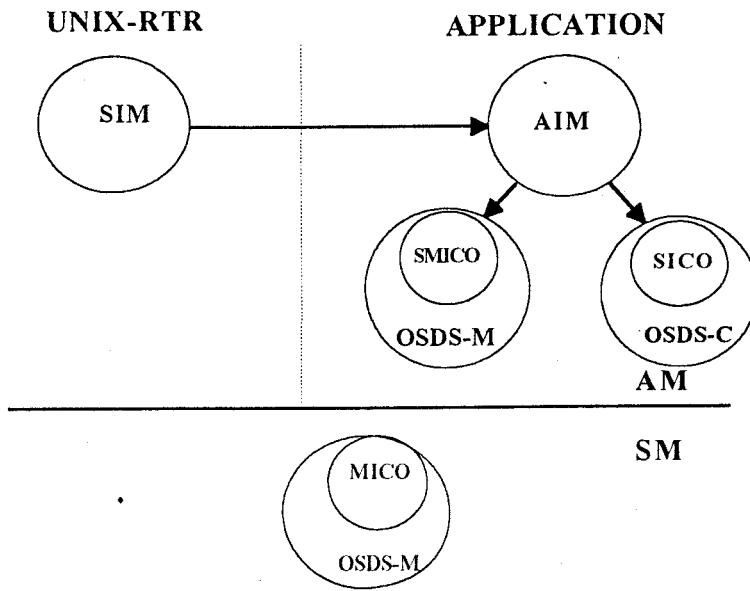 UNIX-RTR
APPLICATION
SIM
AIM
SMICO
SICO
OSDS-M
OSDS-C
AM
SM
MICO
OSDS-M